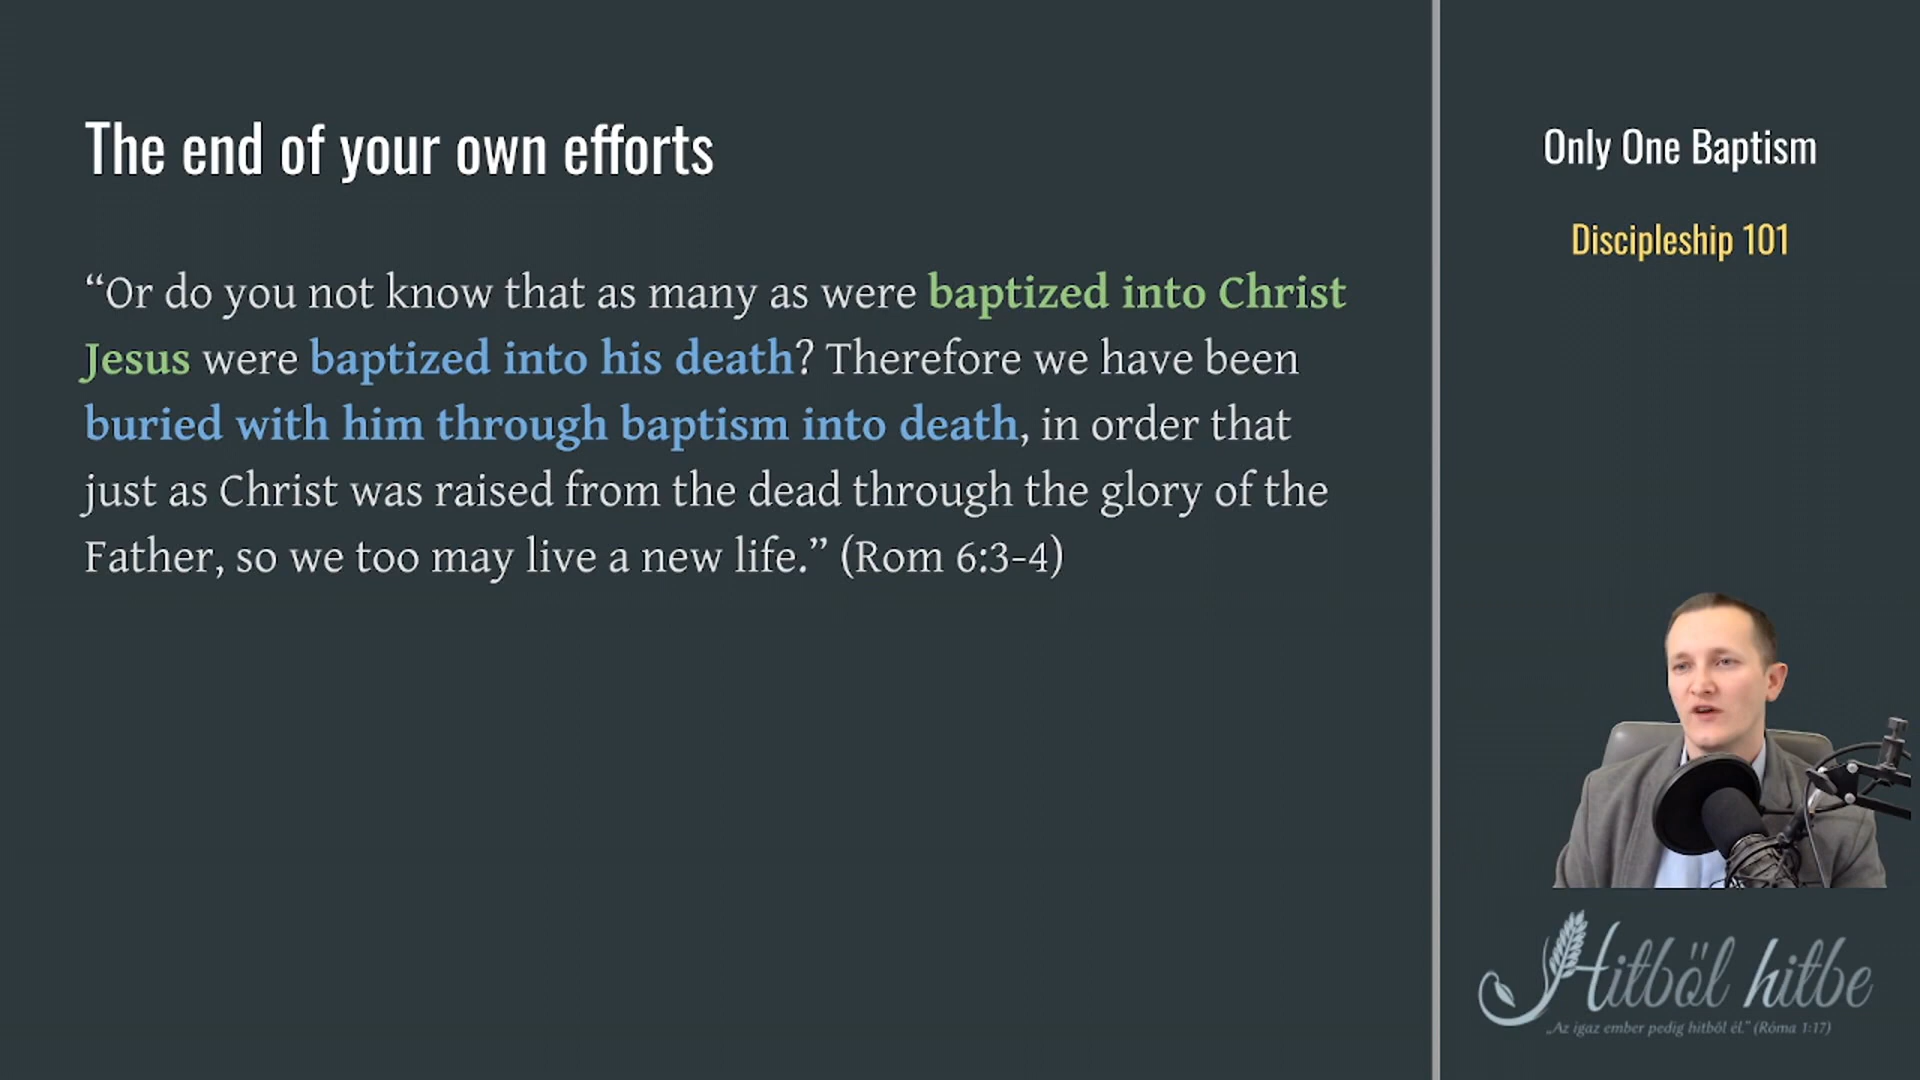 The end of your own efforts
“Or do you not know that as many as were baptized into Christ
Jesus were baptized into his death? Therefore we have been
buried with him through baptism into death, in order that
just as Christ was raised from the dead through the glory of the
Father, so we too may live a new life.” (Rom 6:3-4)
Only One Baptism
Discipleship 101
Hitből hitbe
„Az igaz ember pedig hitből él.” (Róma 1:17)